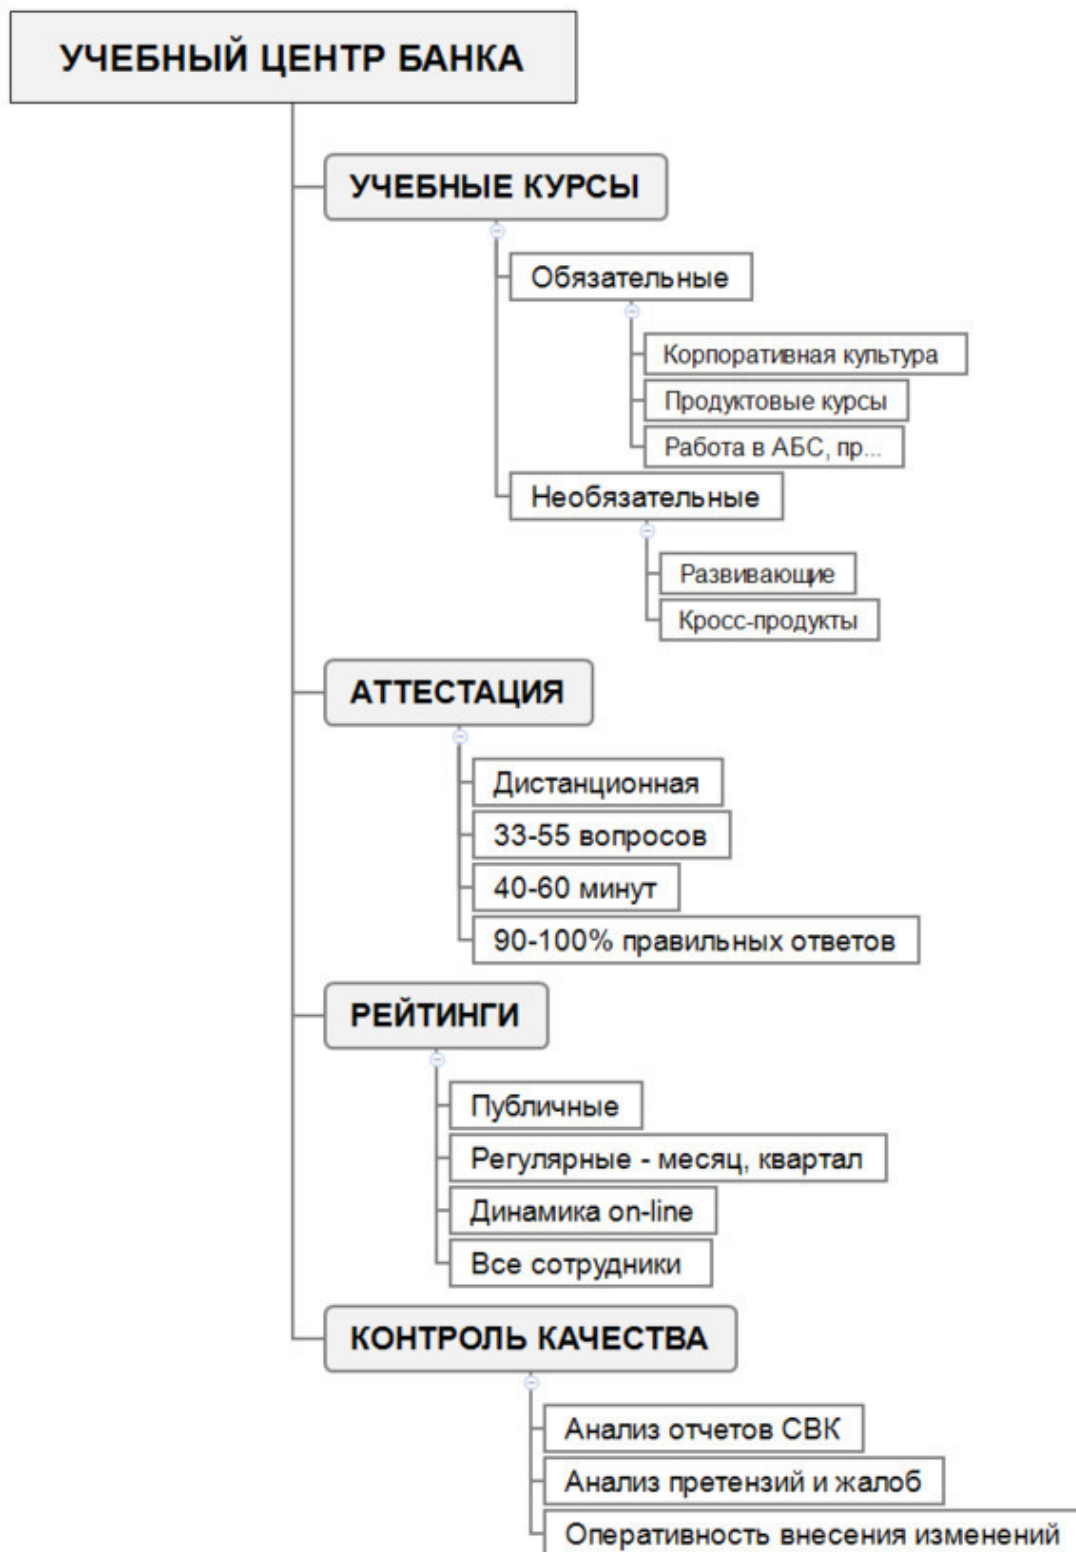 УЧЕБНЫЙ ЦЕНТР БАНКА
УЧЕБНЫЕ КУРСЫ
Обязательные
Корпоративная культура
Продуктовые курсы
Работа в АБС, пр...
Необязательные
Развивающие
Кросс-продукты
АТТЕСТАЦИЯ
Дистанционная
33-55 вопросов
40-60 минут
90-100% правильных ответов
РЕЙТИНГИ
Публичные
Регулярные - месяц, квартал
Динамика on-line
Все сотрудники
КОНТРОЛЬ КАЧЕСТВА
Анализ отчетов СВК
Анализ претензий и жалоб
Оперативность внесения изменений